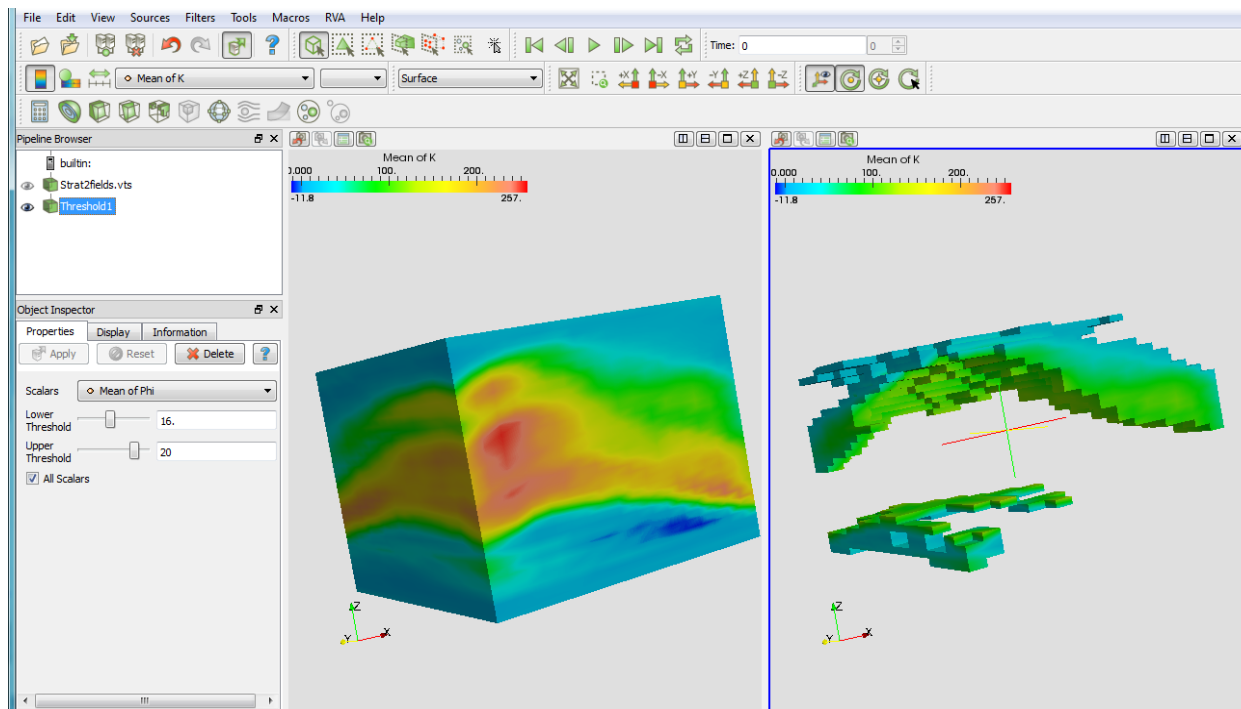 File Edit View Sources Filters Tools Macros RVA Help
Time: 0 0
Mean of K Surface +X -X +Y -Y +Z -Z
Pipeline Browser
builtin:
Strat2fields.vts
Threshold1
Object Inspector
Properties Display Information
Apply Reset Delete ?
Scalars Mean of Phi
Lower
Threshold 16.
Upper
Threshold 20
All Scalars
Mean of K
0.000 100. 200.
-11.8 257.
Z
Y X
Mean of K
0.000 100. 200.
-11.8 257.
Z
Y X